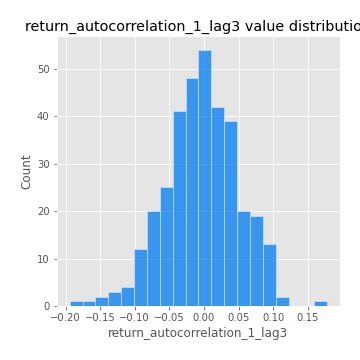 return_autocorrelation_1_lag3 value distributio
50
40
30
20
10
0
Count
−0.20 −0.15 −0.10 −0.05 0.00 0.05 0.10 0.15
return_autocorrelation_1_lag3